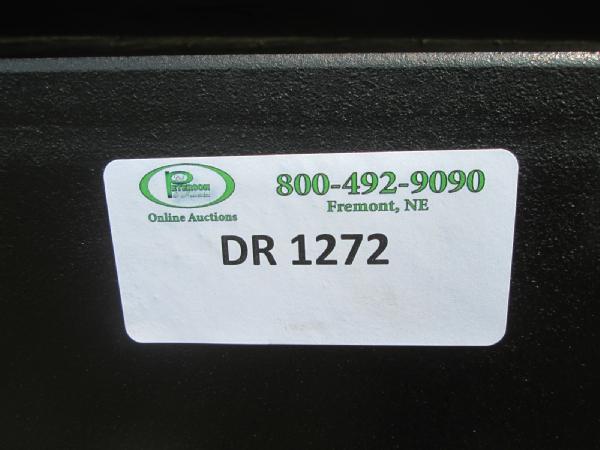 PETERSON
Online Auctions
800-492-9090
Fremont, NE
DR 1272